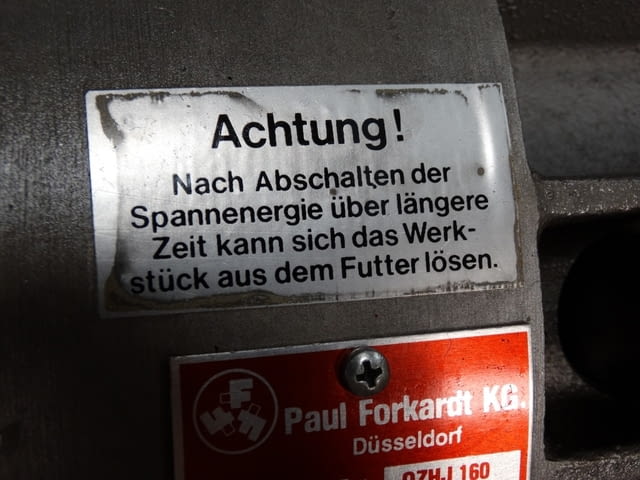 Achtung!
Nach Abschalten der
Spannenergie über längere
Zeit kann sich das Werk-
stück aus dem Futter lösen.
F
Paul Forkardt KG.
Düsseldorf
160